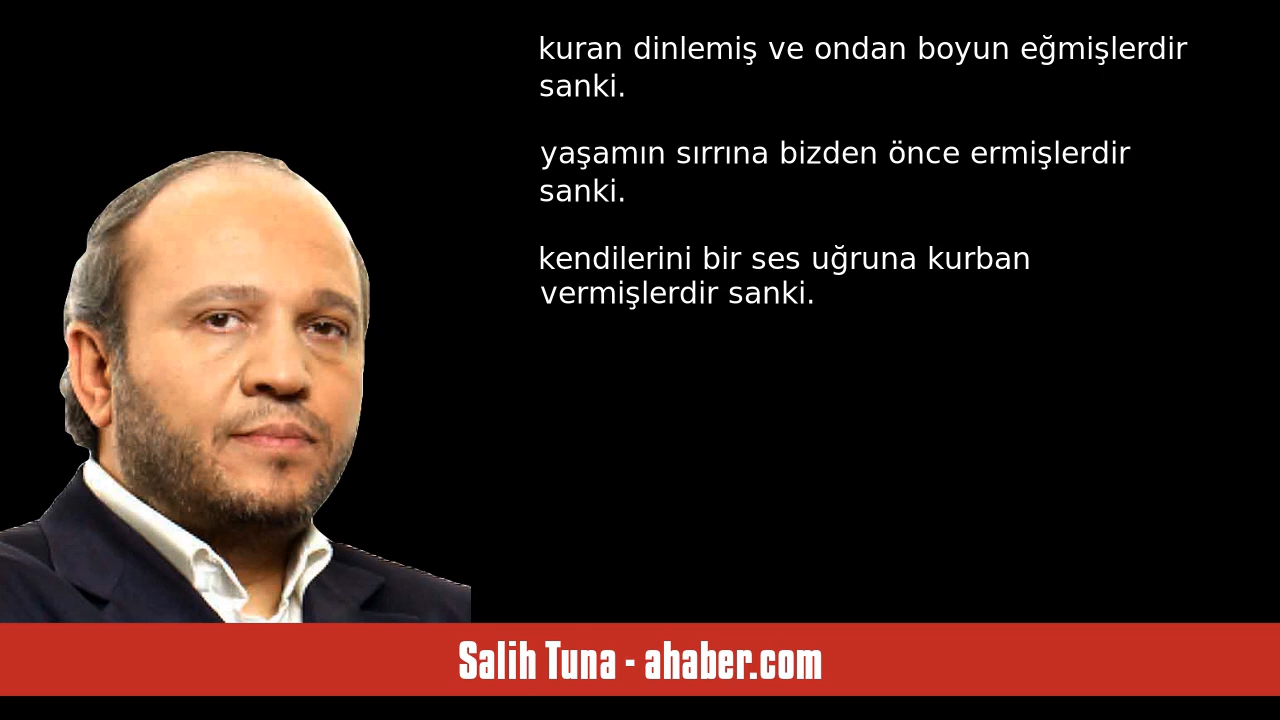 kuran dinlemiş ve ondan boyun eğmişlerdir
sanki.
yaşamın sırrına bizden önce ermişlerdir
sanki.
kendilerini bir ses uğruna kurban
vermişlerdir sanki.
Salih Tuna - ahaber.com